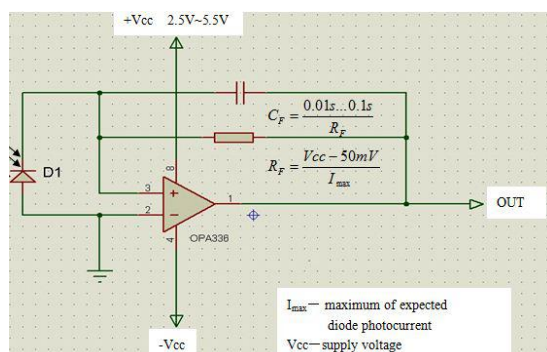 +Vcc 2.5V~5.5V
C_F = 0.01s...0.1s / R_F
R_F = Vcc - 50mV / I_max
D1
8
3
+
1
2
-
4
OPA336
OUT
-Vcc
I_max— maximum of expected
diode photocurrent
Vcc—supply voltage